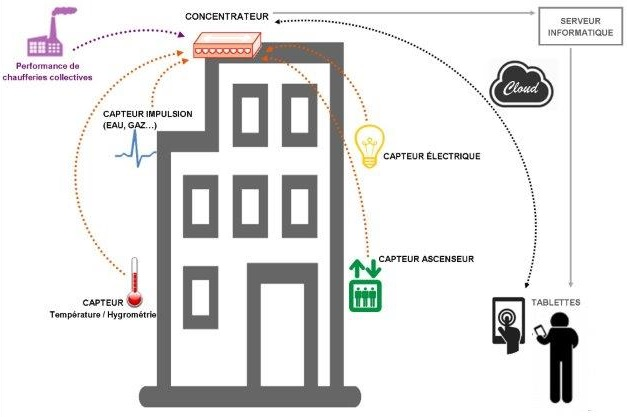 CONCENTRATEUR
SERVEUR
INFORMATIQUE
Performance de
chaufferies collectives
Cloud
CAPTEUR IMPULSION
(EAU, GAZ...)
CAPTEUR ÉLECTRIQUE
CAPTEUR ASCENSEUR
CAPTEUR
Température / Hygrométrie
TABLETTES